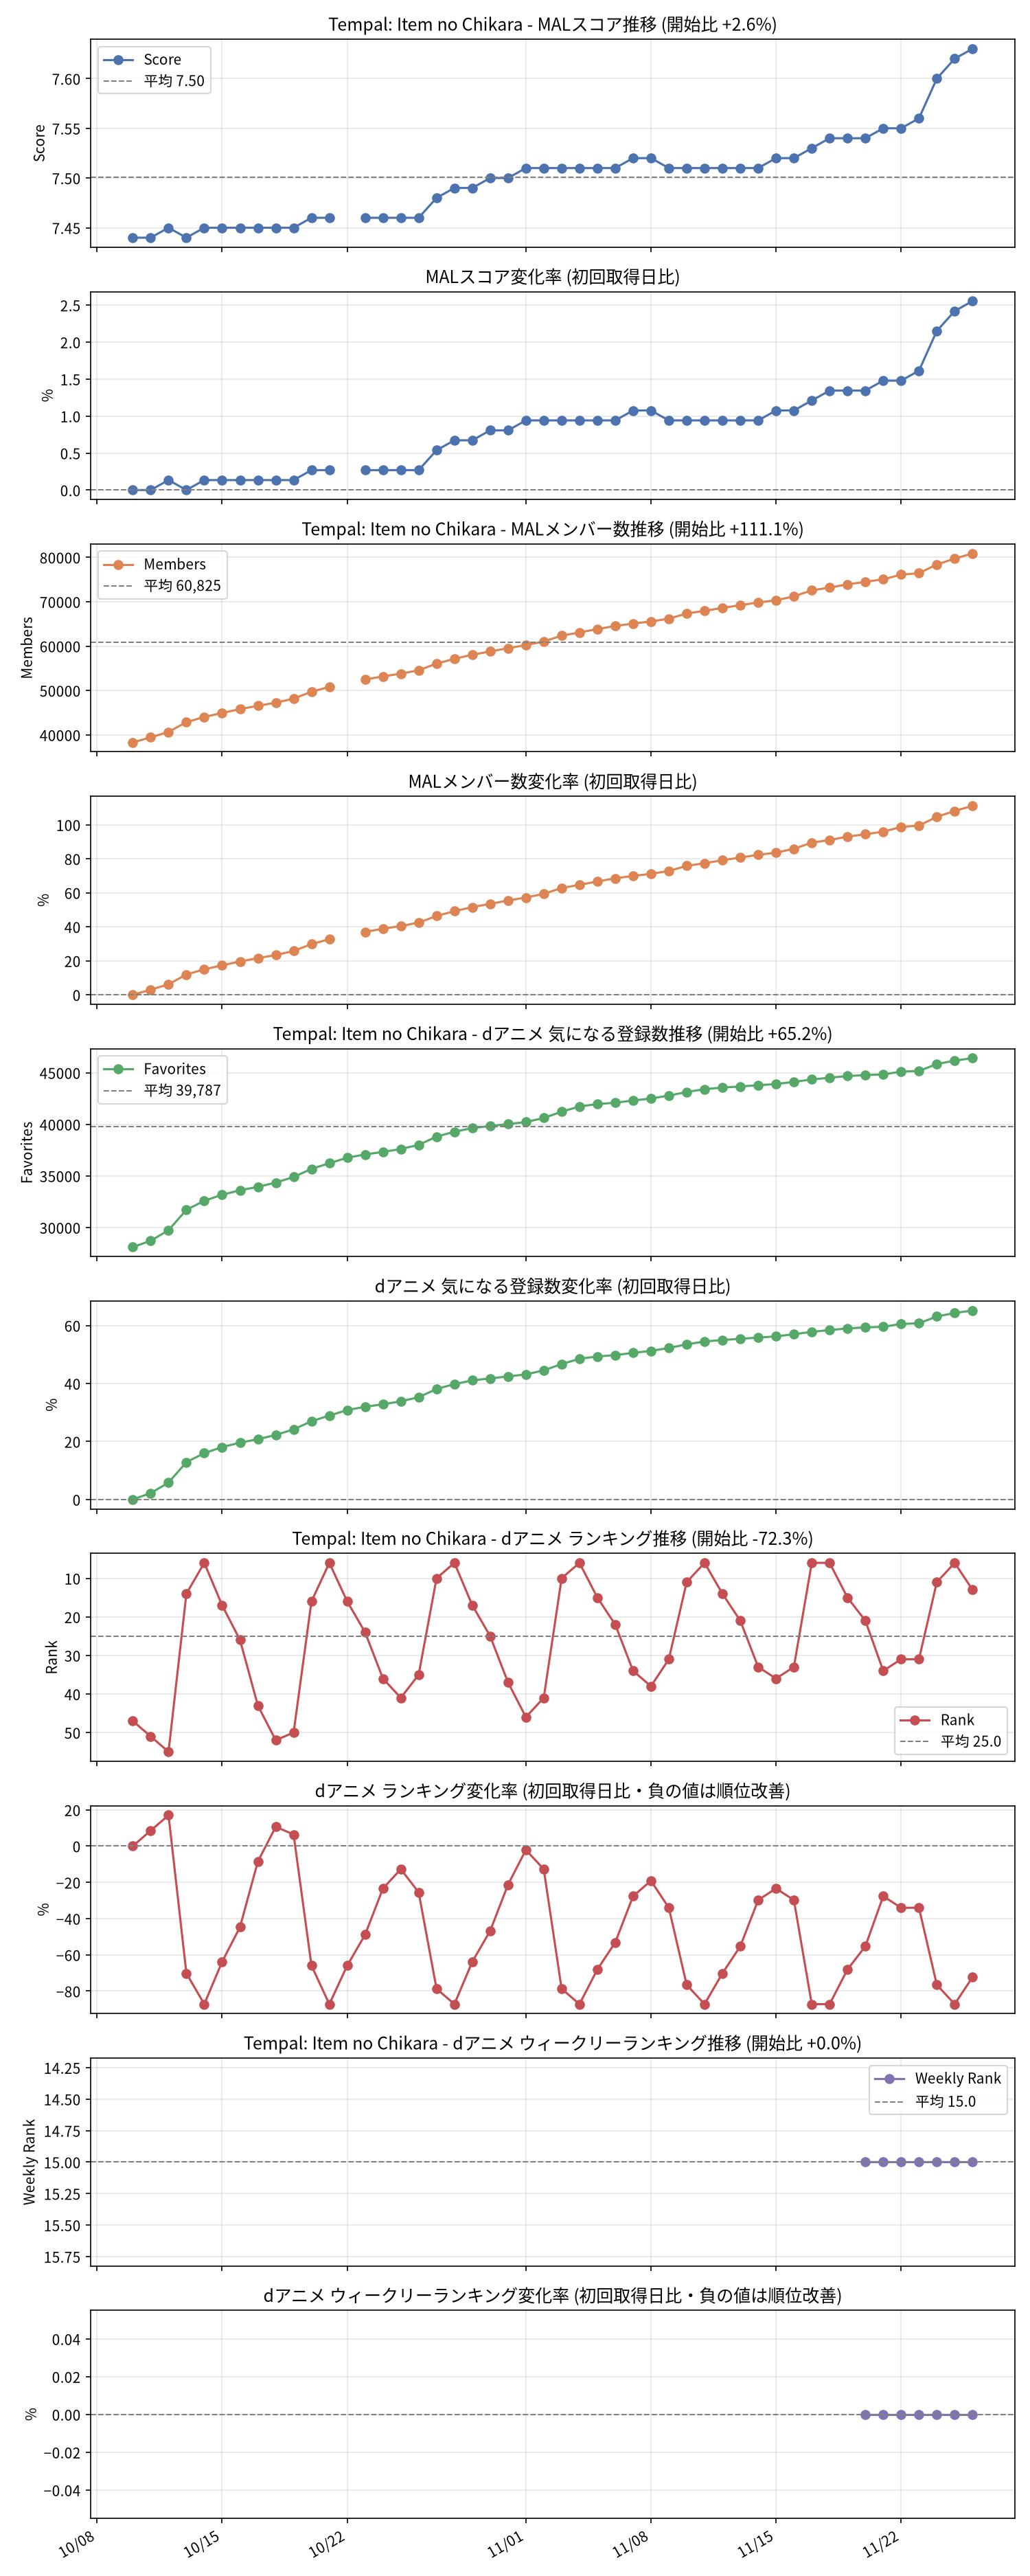 Tempal: Item no Chikara - MALスコア推移 (開始比 +2.6%)
Score
平均 7.50
Score
7.60
7.55
7.50
7.45
MALスコア変化率 (初回取得日比)
%
2.5
2.0
1.5
1.0
0.5
0.0
Tempal: Item no Chikara - MALメンバー数推移 (開始比 +111.1%)
Members
平均 60,825
Members
80000
70000
60000
50000
40000
MALメンバー数変化率 (初回取得日比)
%
100
80
60
40
20
0
Tempal: Item no Chikara - dアニメ 気になる登録数推移 (開始比 +65.2%)
Favorites
平均 39,787
Favorites
45000
40000
35000
30000
dアニメ 気になる登録数変化率 (初回取得日比)
%
60
40
20
0
Tempal: Item no Chikara - dアニメ ランキング推移 (開始比 -72.3%)
Rank
10
20
30
40
50
Rank
平均 25.0
dアニメ ランキング変化率 (初回取得日比・負の値は順位改善)
%
20
0
−20
−40
−60
−80
Tempal: Item no Chikara - dアニメ ウィークリーランキング推移 (開始比 +0.0%)
Weekly Rank
平均 15.0
Weekly Rank
14.25
14.50
14.75
15.00
15.25
15.50
15.75
dアニメ ウィークリーランキング変化率 (初回取得日比・負の値は順位改善)
%
0.04
0.02
0.00
−0.02
−0.04
10/08
10/15
10/22
11/01
11/08
11/15
11/22